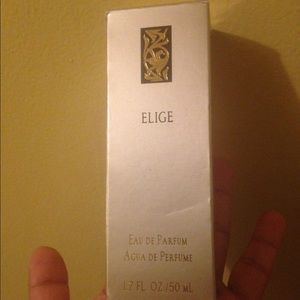 ELIGE
EAU DE PARFUM
AGUA DE PERFUME
1.7 FL. OZ./50 ML